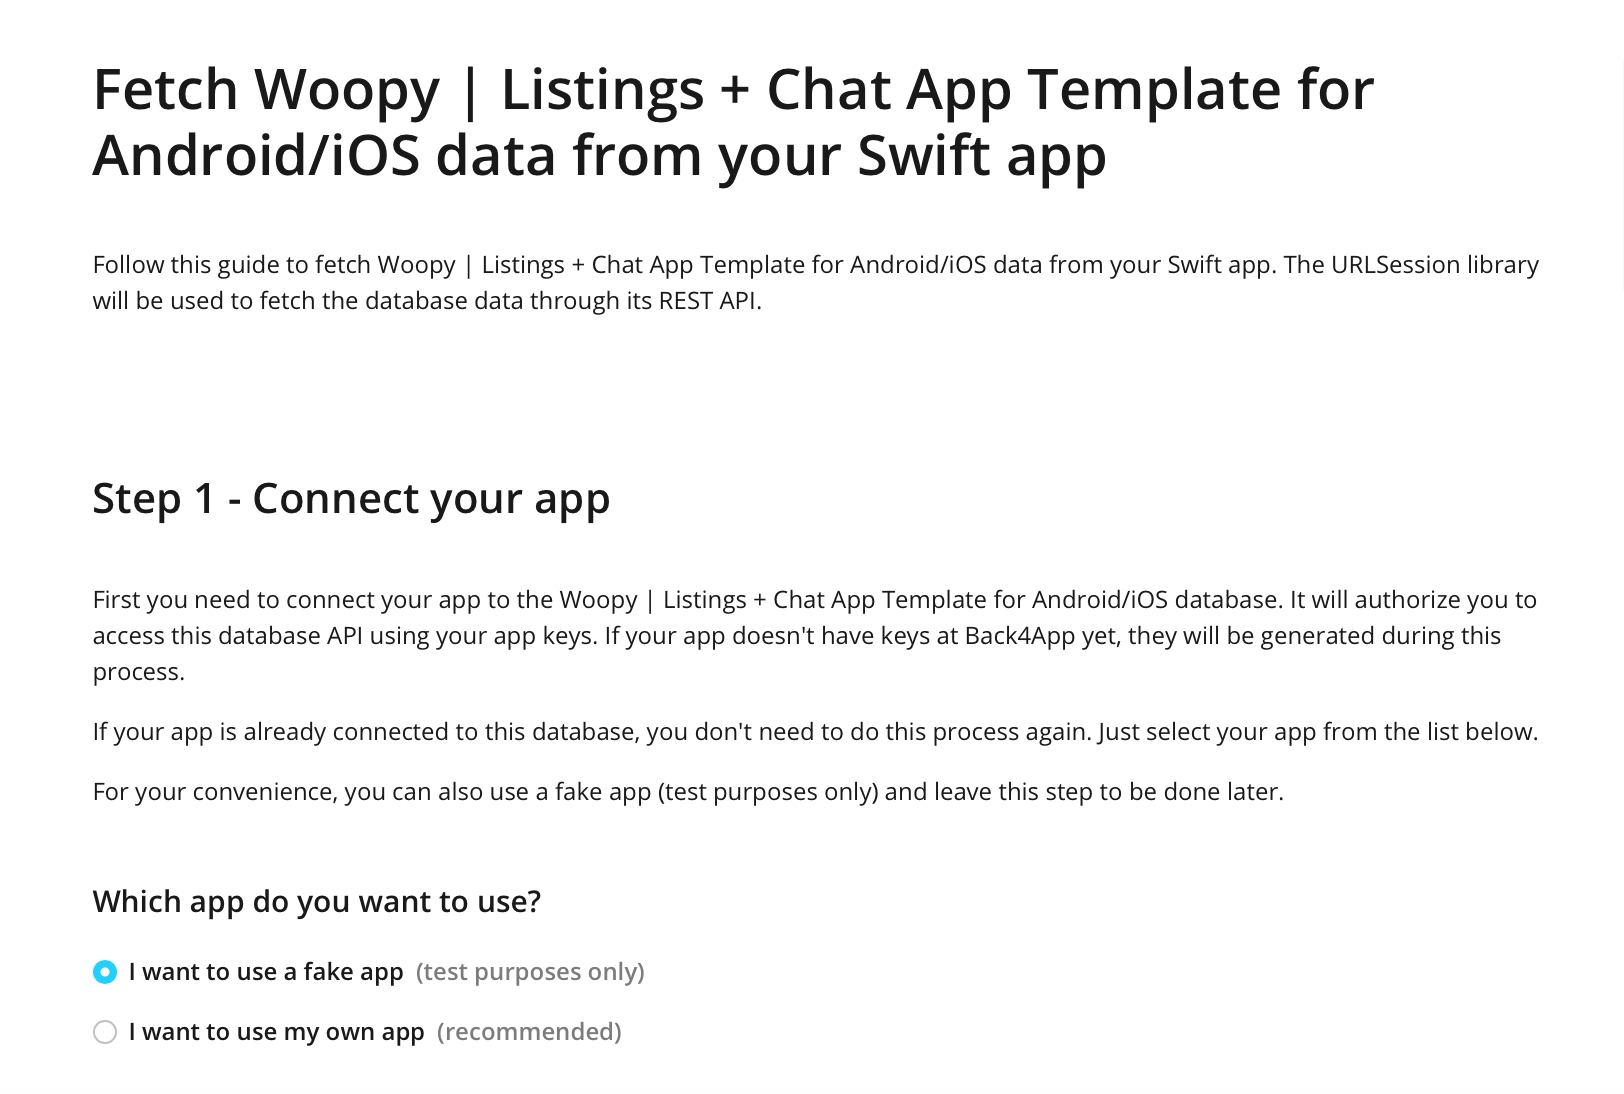 Fetch Woopy | Listings + Chat App Template for
Android/iOS data from your Swift app
Follow this guide to fetch Woopy | Listings + Chat App Template for Android/iOS data from your Swift app. The URLSession library
will be used to fetch the database data through its REST API.
Step 1 - Connect your app
First you need to connect your app to the Woopy | Listings + Chat App Template for Android/iOS database. It will authorize you to
access this database API using your app keys. If your app doesn't have keys at Back4App yet, they will be generated during this
process.
If your app is already connected to this database, you don't need to do this process again. Just select your app from the list below.
For your convenience, you can also use a fake app (test purposes only) and leave this step to be done later.
Which app do you want to use?
I want to use a fake app (test purposes only)
I want to use my own app (recommended)